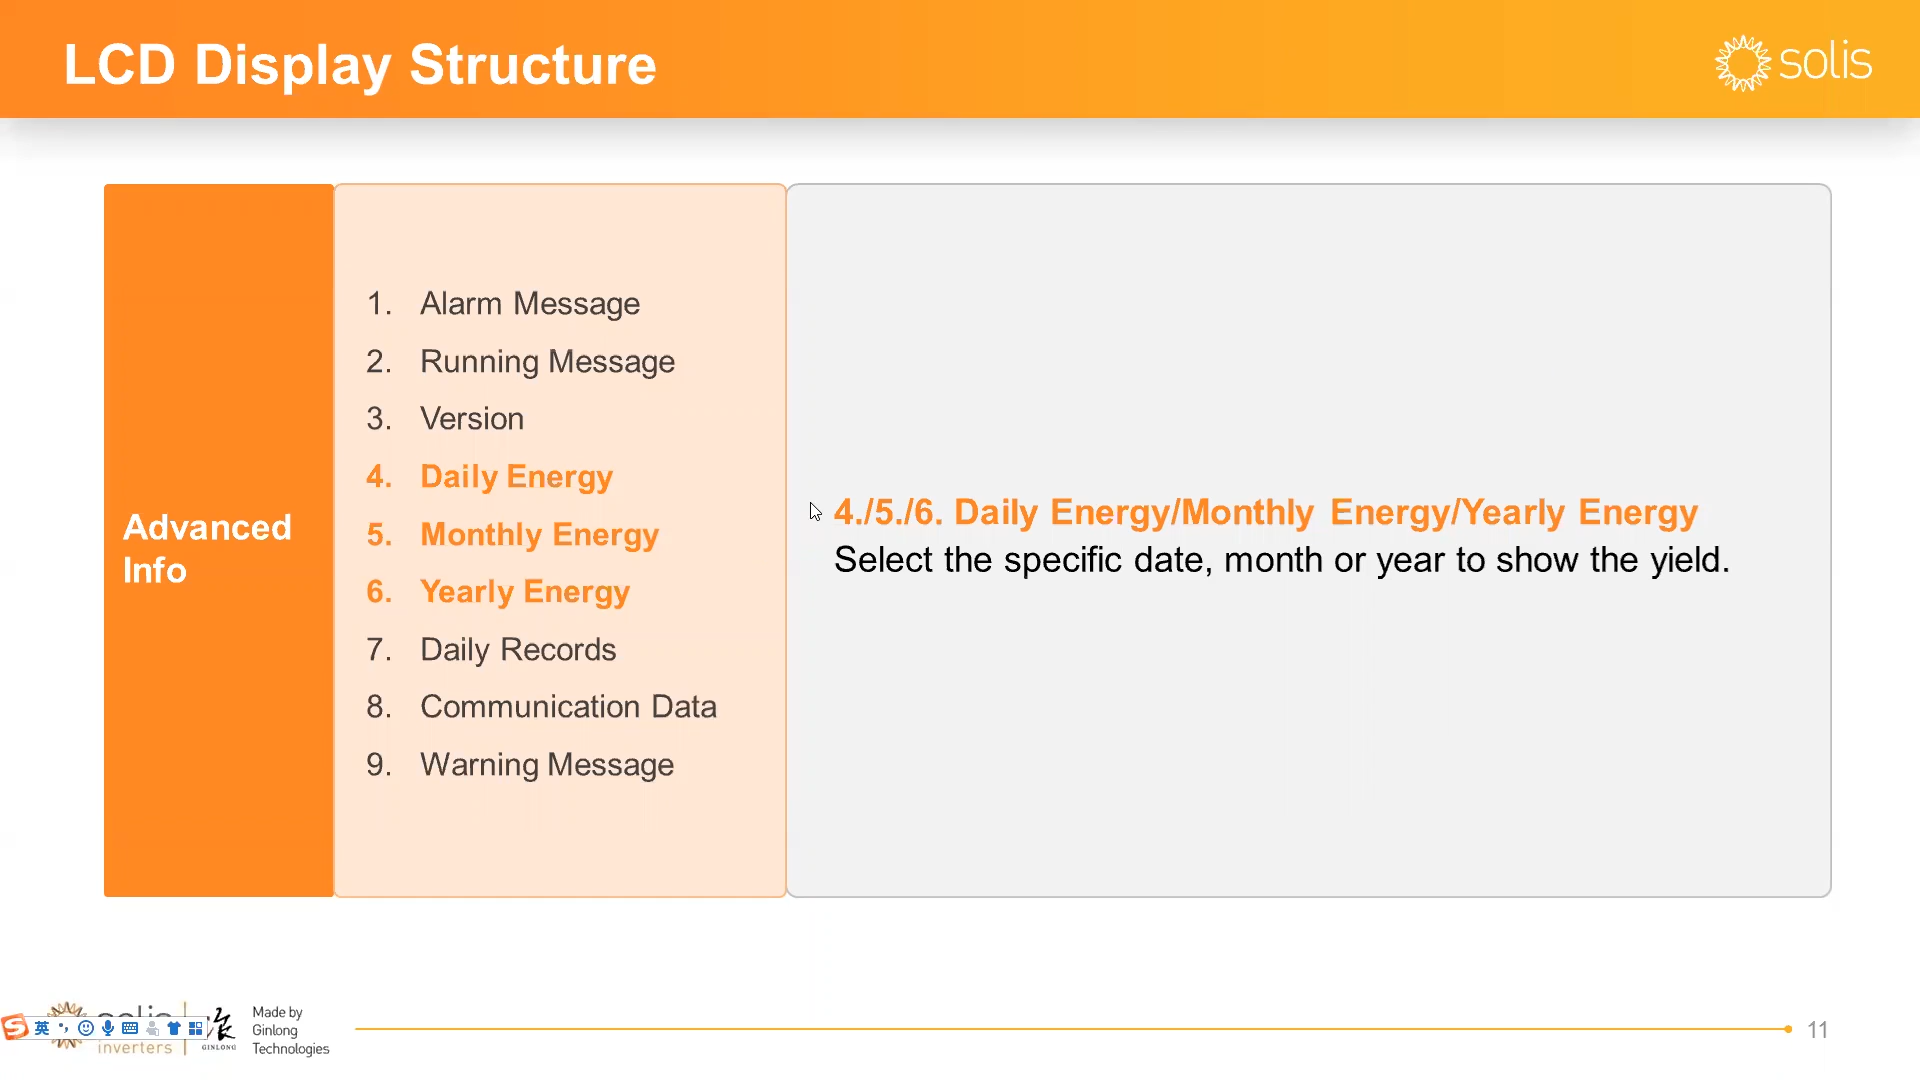 LCD Display Structure
solis
Advanced
Info
1. Alarm Message
2. Running Message
3. Version
4. Daily Energy
5. Monthly Energy
6. Yearly Energy
7. Daily Records
8. Communication Data
9. Warning Message
4./5./6. Daily Energy/Monthly Energy/Yearly Energy
Select the specific date, month or year to show the yield.
S 英
inverters
GINLONG
Made by
Ginlong
Technologies
11